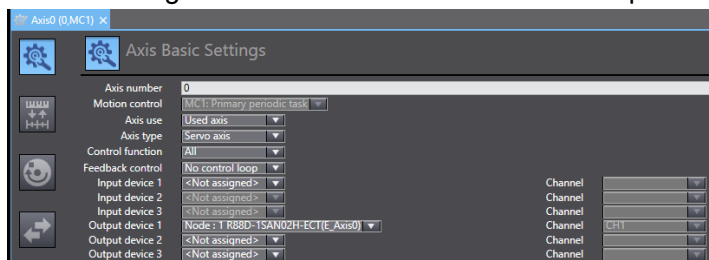 Axis0 (0,MC1) ×
Axis Basic Settings
Axis number 0
Motion control MC1: Primary periodic task
Axis use Used axis
Axis type Servo axis
Control function All
Feedback control No control loop
Input device 1 <Not assigned> Channel
Input device 2 <Not assigned> Channel
Input device 3 <Not assigned> Channel
Output device 1 Node : 1 R88D-1SAN02H-ECT(E_Axis0) Channel CH1
Output device 2 <Not assigned> Channel
Output device 3 <Not assigned> Channel